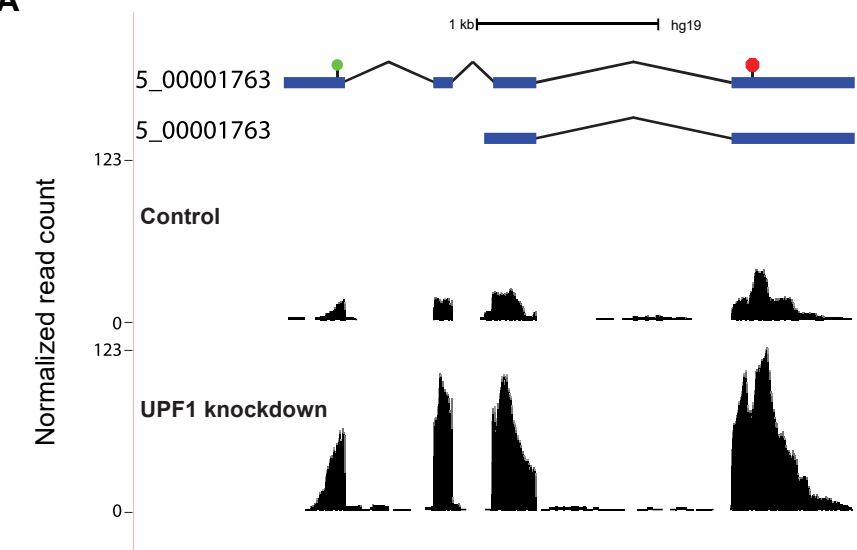 A
1 kb
hg19
5_00001763
5_00001763
123
Control
0
123
UPF1 knockdown
0
Normalized read count